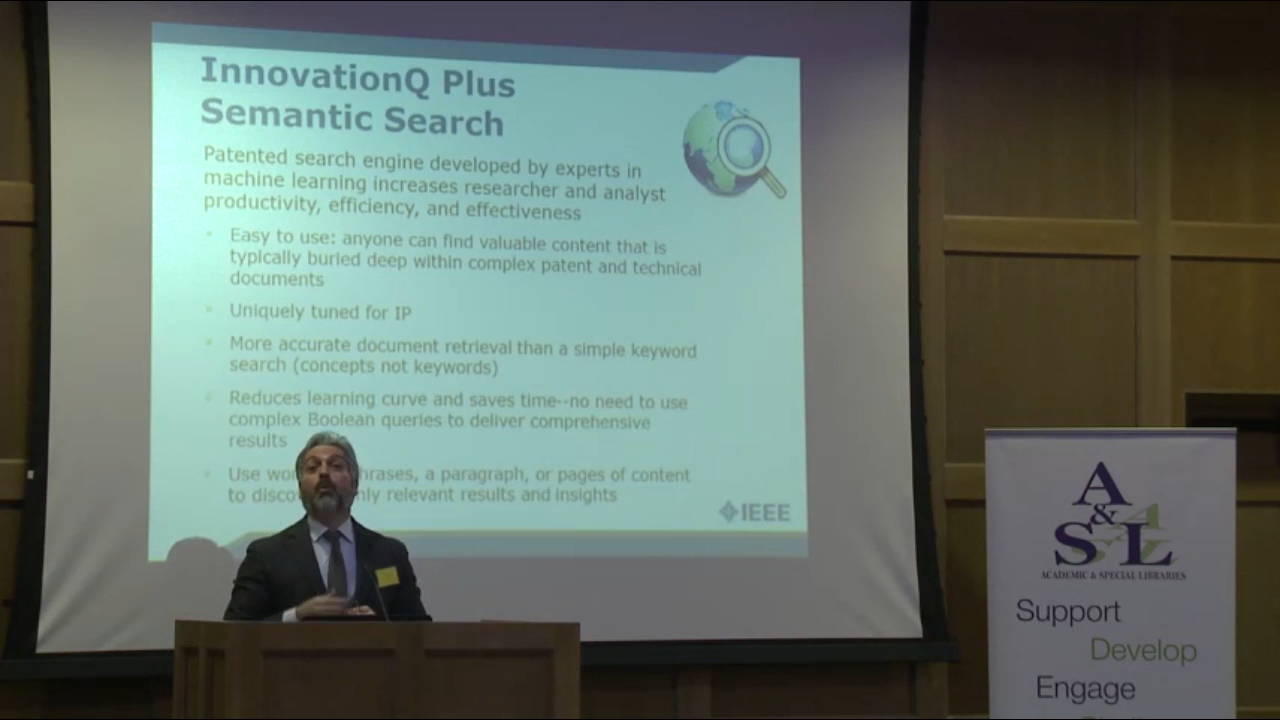 InnovationQ Plus
Semantic Search
Patented search engine developed by experts in
machine learning increases researcher and analyst
productivity, efficiency, and effectiveness
Easy to use: anyone can find valuable content that is
typically buried deep within complex patent and technical
documents
Uniquely tuned for IP
More accurate document retrieval than a simple keyword
search (concepts not keywords)
Reduces learning curve and saves time--no need to use
complex Boolean queries to deliver comprehensive
results
Use phrases, a paragraph, or pages of content
to relevant results and insights
IEEE
A
&
SL
ACADEMIC & SPECIAL LIBRARIES
Support
Develop
Engage